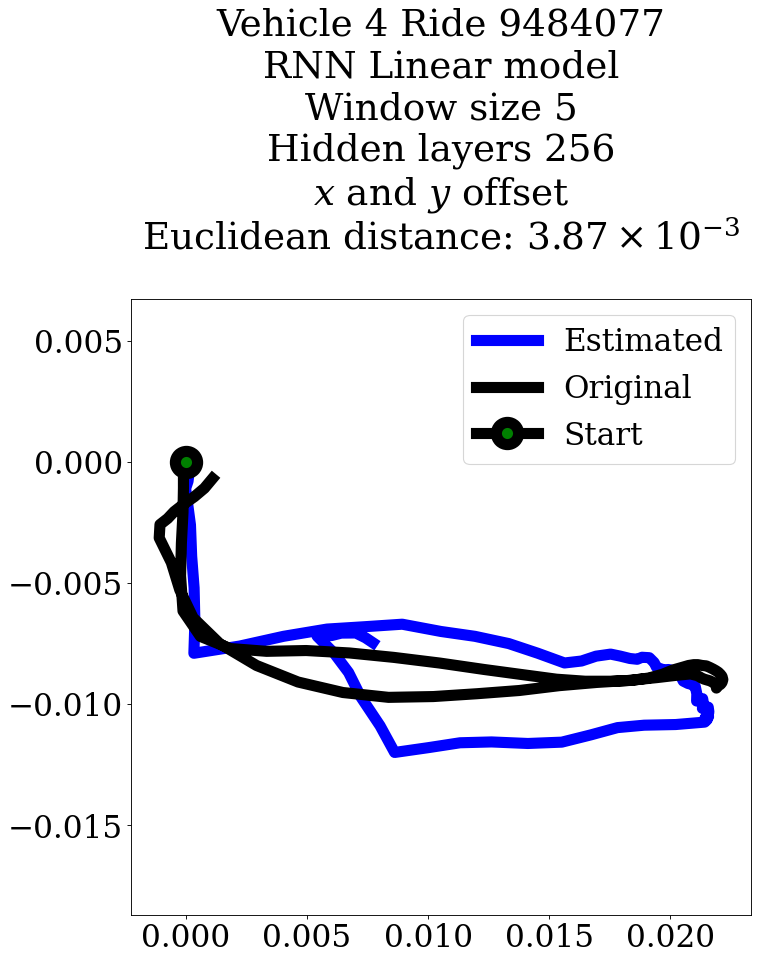 Vehicle 4 Ride 9484077
RNN Linear model
Window size 5
Hidden layers 256
x and y offset
Euclidean distance: 3.87 × 10⁻³
Estimated
Original
Start
0.005
0.000
−0.005
−0.010
−0.015
0.000 0.005 0.010 0.015 0.020